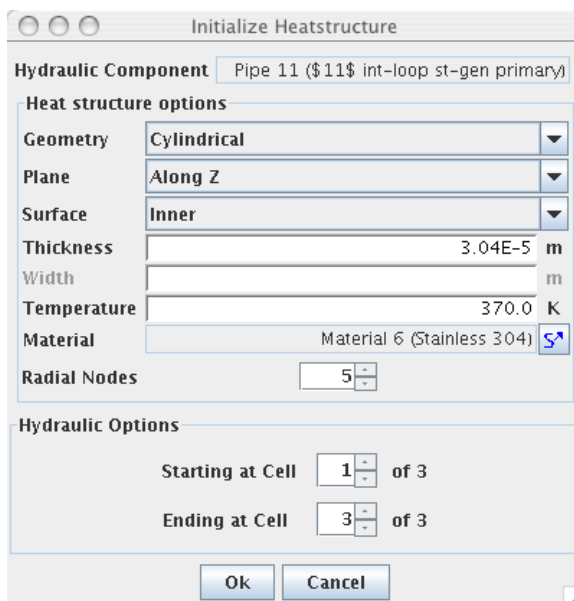 Initialize Heatstructure
Hydraulic Component Pipe 11 ($11$ int-loop st-gen primary)
Heat structure options
Geometry Cylindrical
Plane Along Z
Surface Inner
Thickness 3.04E-5 m
Width m
Temperature 370.0 K
Material Material 6 (Stainless 304) S
Radial Nodes 5
Hydraulic Options
Starting at Cell 1 of 3
Ending at Cell 3 of 3
Ok Cancel